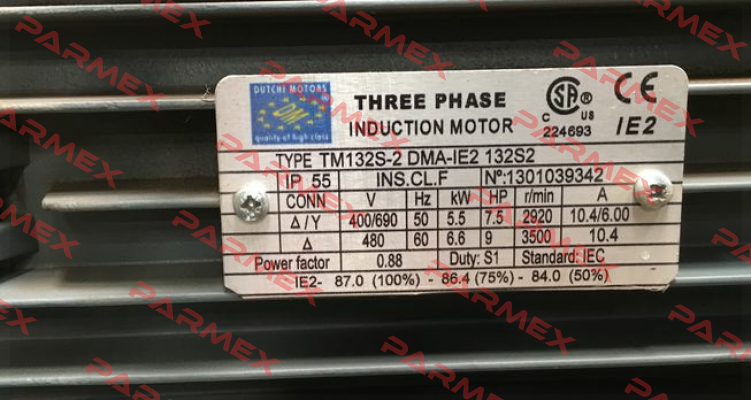 DUTCHI MOTORS
DM
quality of high class
THREE PHASE
INDUCTION MOTOR
SA ®
C US
224693
CE
IE2
TYPE TM132S-2 DMA-IE2 132S2
IP 55 INS.CL.F Nº:1301039342
CONN V Hz kW HP r/min A
Δ/Y 400/690 50 5.5 7.5 2920 10.4/6.00
Δ 480 60 6.6 9 3500 10.4
Power factor 0.88 Duty: S1 Standard: IEC
IE2- 87.0 (100%) - 86.4 (75%) - 84.0 (50%)
PARMEX
PARMEX
PARMEX
PARMEX
PARMEX
PARMEX
PARMEX
PARMEX
PARMEX
PARMEX